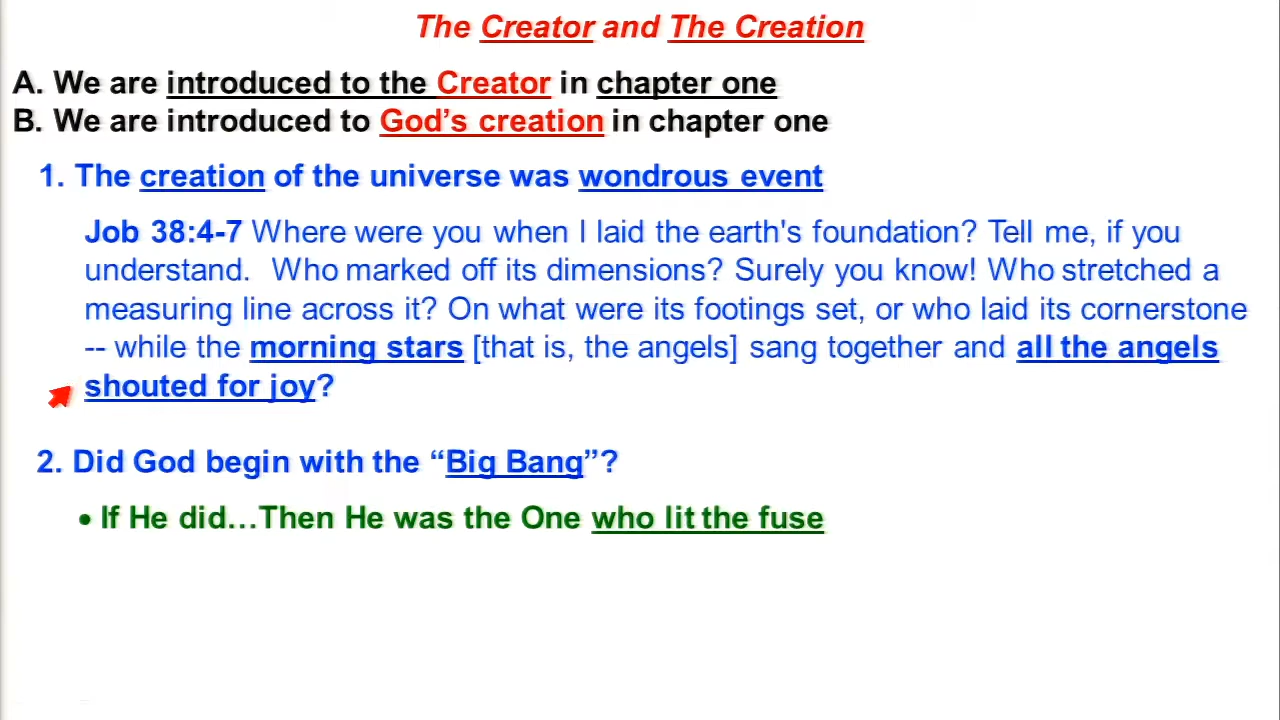 The Creator and The Creation
A. We are introduced to the Creator in chapter one
B. We are introduced to God’s creation in chapter one
1. The creation of the universe was wondrous event
Job 38:4-7 Where were you when I laid the earth's foundation? Tell me, if you
understand.  Who marked off its dimensions? Surely you know! Who stretched a
measuring line across it? On what were its footings set, or who laid its cornerstone
-- while the morning stars [that is, the angels] sang together and all the angels
shouted for joy?
2. Did God begin with the “Big Bang”?
• If He did…Then He was the One who lit the fuse